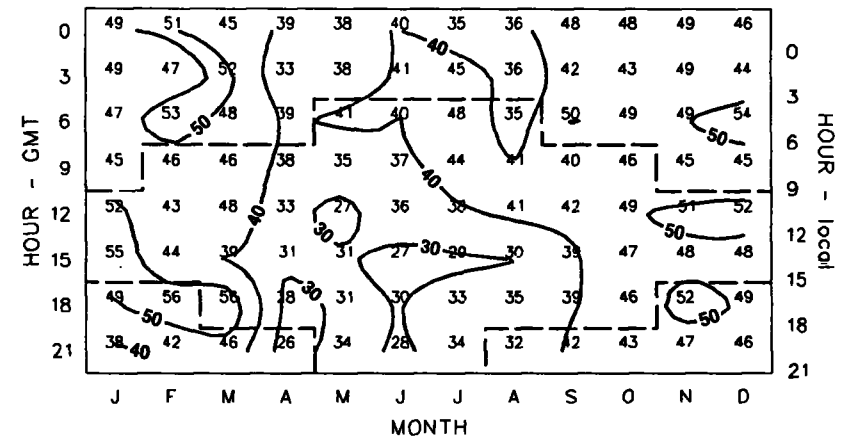 0 49 51 45 39 38 40 35 36 48 48 49 46 0
40
3 49 47 52 33 38 41 45 36 42 43 49 44 3
6 47 53 48 39 41 40 48 35 50 49 49 54 6
50 50
9 45 46 46 38 35 37 44 41 40 46 45 45 9
40
12 52 43 48 33 27 36 38 41 42 49 51 52 12
40 30 50
15 55 44 39 31 31 27 29 30 39 47 48 48 15
30
18 49 56 56 28 31 30 33 35 39 46 52 49 18
50 30 50
21 38 42 46 26 34 28 34 32 42 43 47 46 21
40
J F M A M J J A S O N D
MONTH
HOUR - GMT
HOUR - local